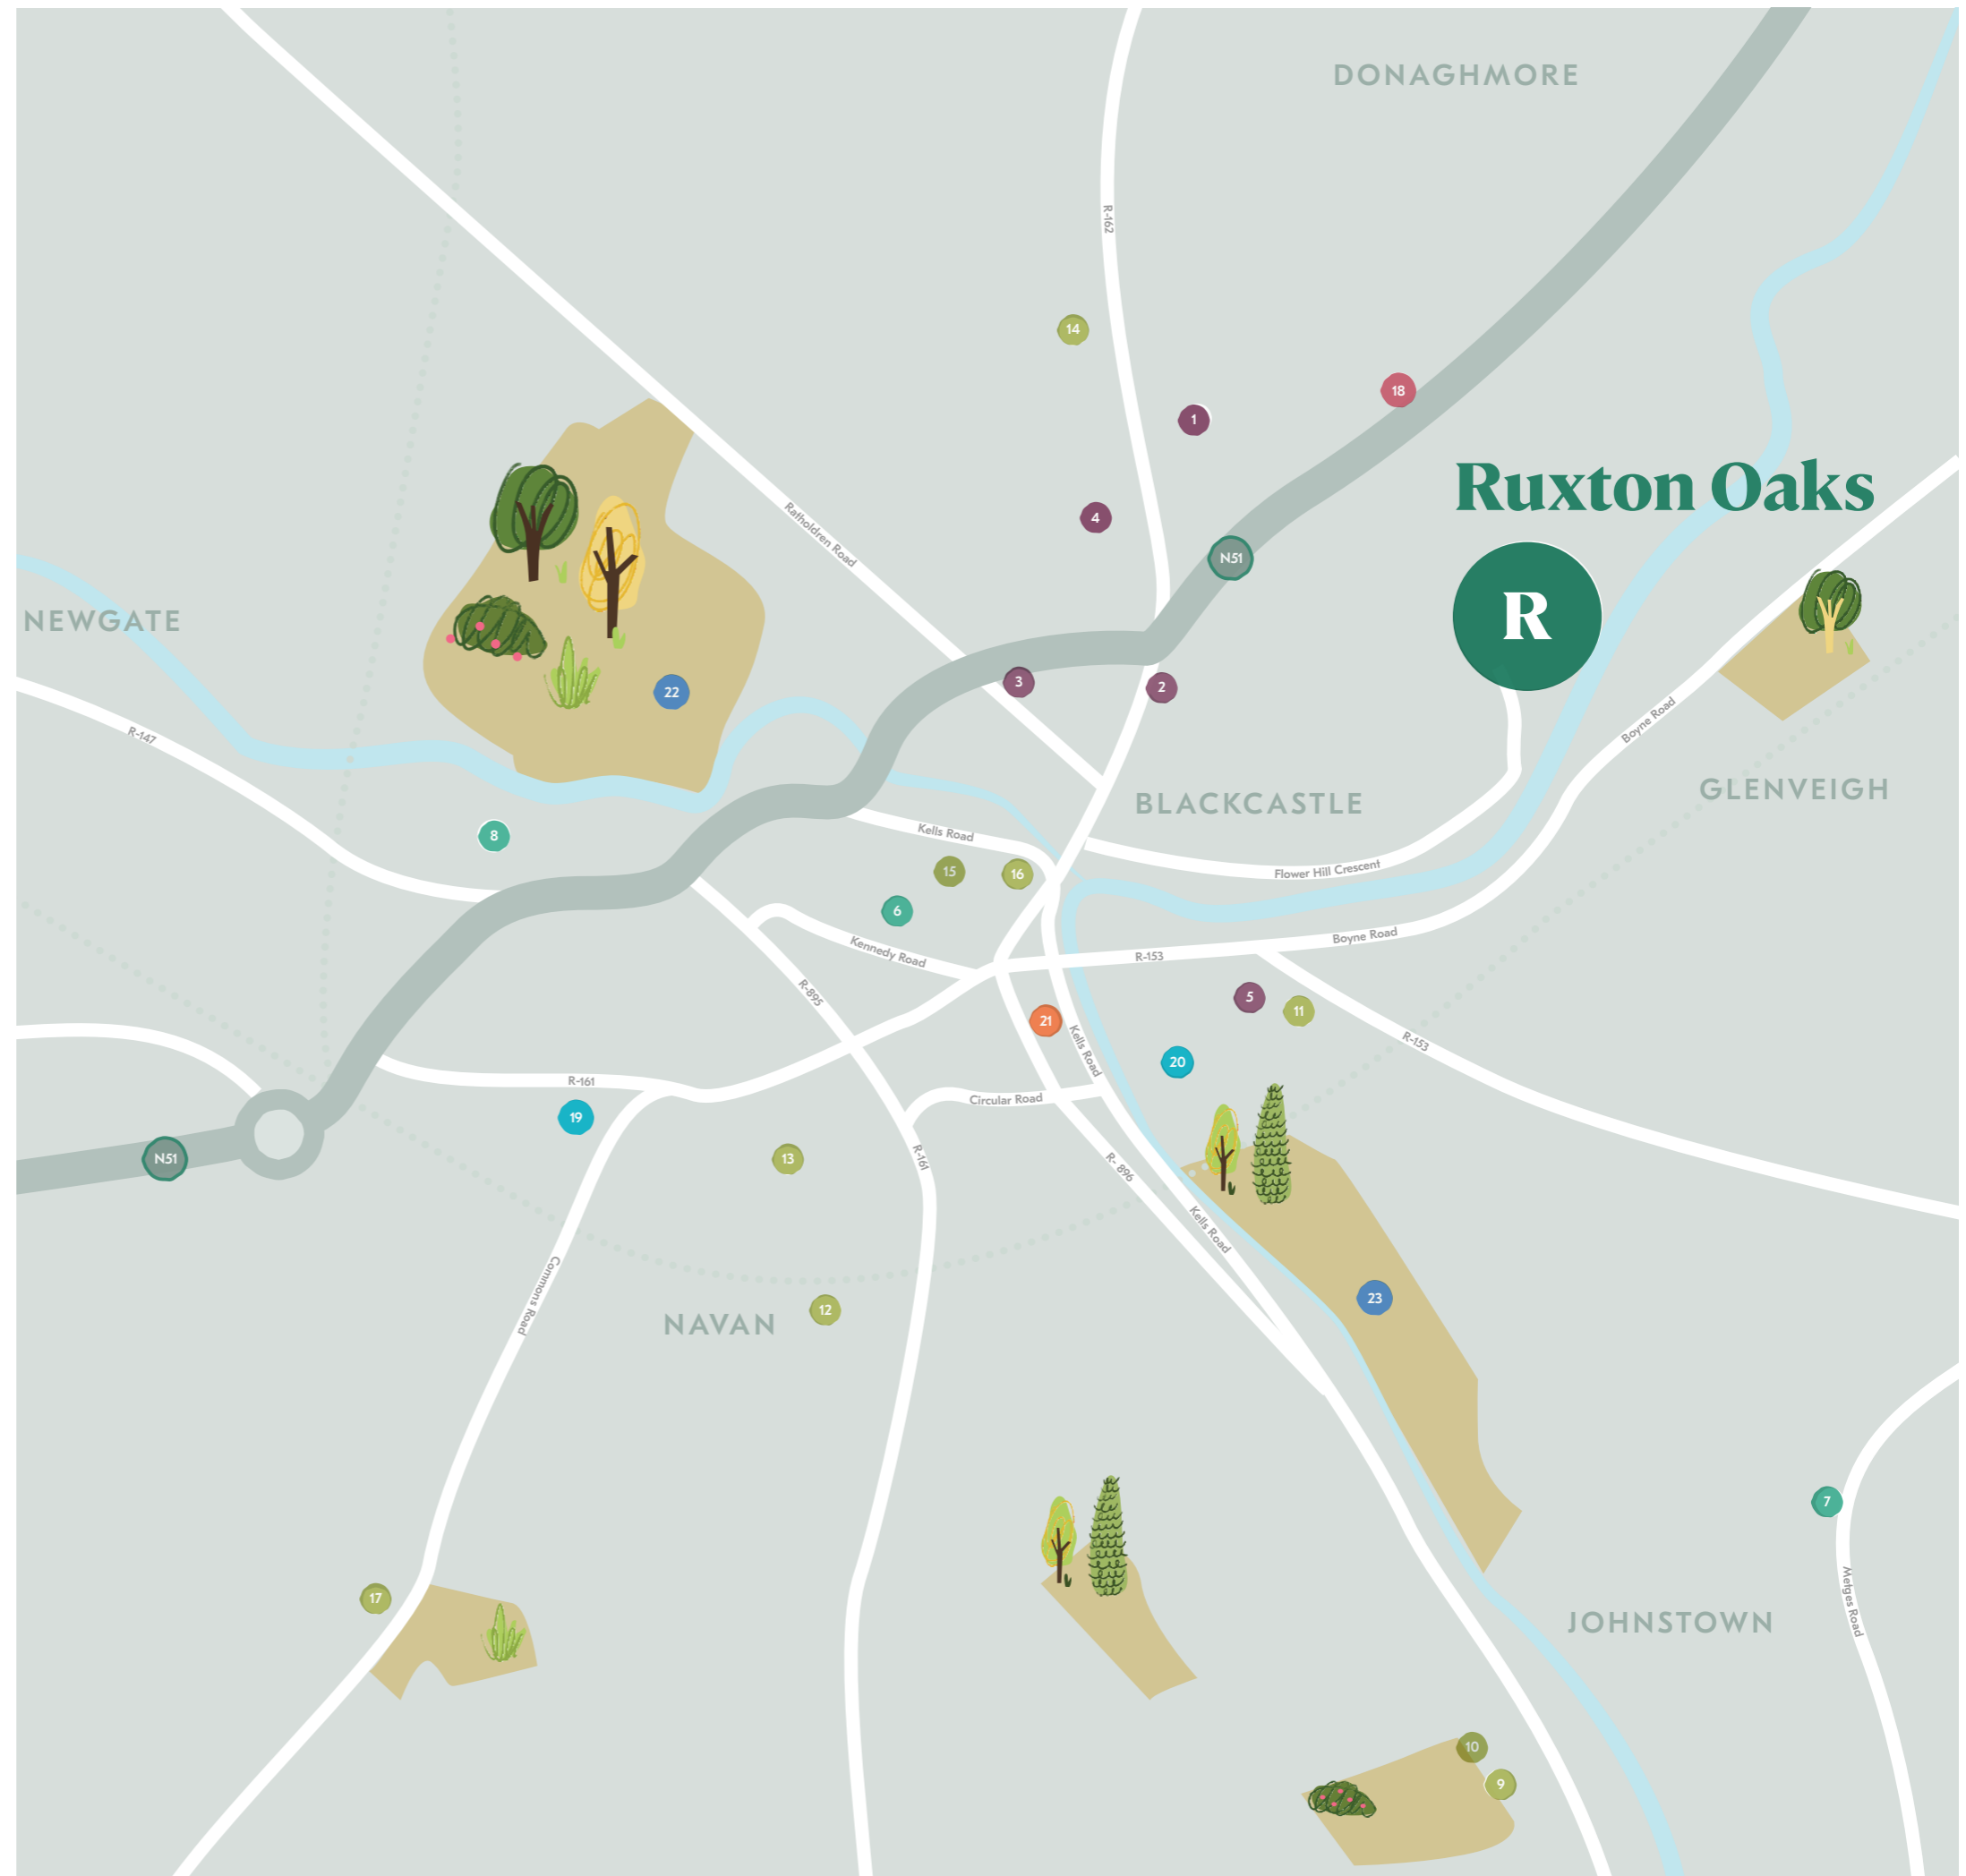 DONAGHMORE
R-162
14
18
1
Ruxton Oaks
4
Ratholdren Road
N51
R
NEWGATE
3
2
22
Boyne Road
R-147
GLENVEIGH
BLACKCASTLE
8
Kells Road
15
16
Flower Hill Crescent
6
Boyne Road
Kennedy Road
R-153
R-895
5
11
21
R-153
Kells Road
20
R-161
Circular Road
19
N51
13
R-161
R- 896
Kells Road
Commons Road
23
12
NAVAN
7
17
Metges Road
JOHNSTOWN
10
9